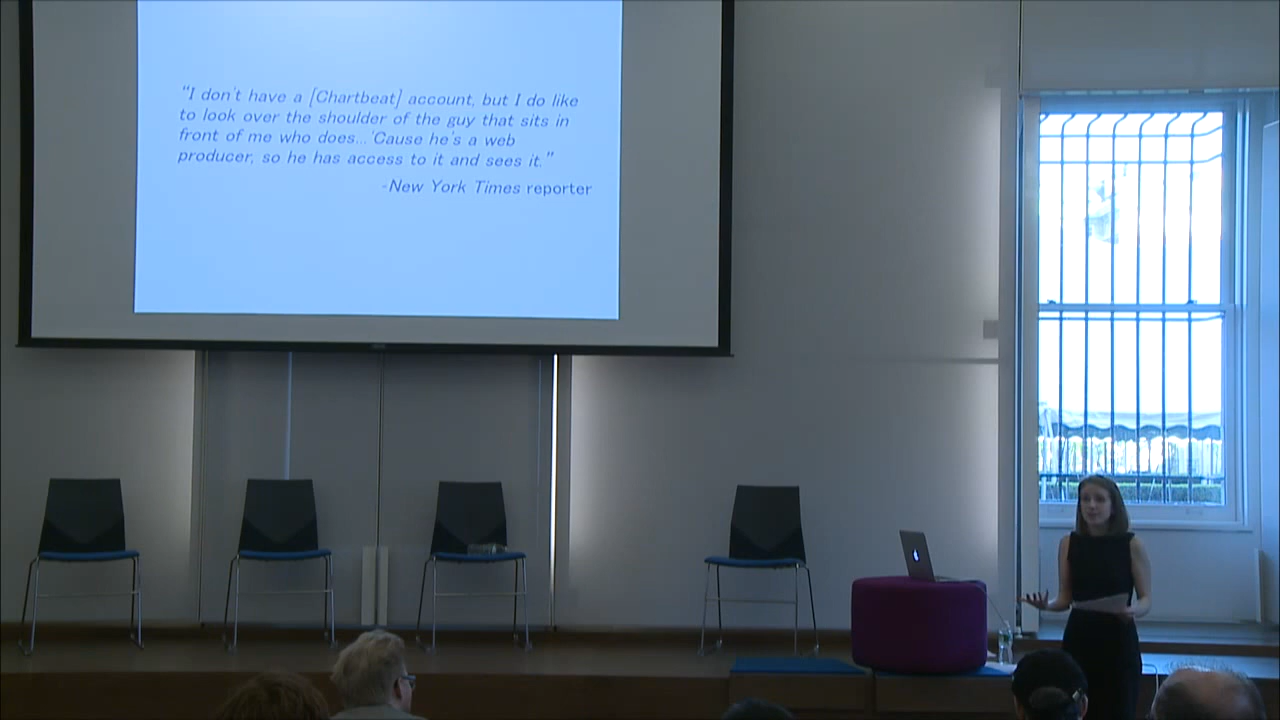 "I don't have a [Chartbeat] account, but I do like
to look over the shoulder of the guy that sits in
front of me who does... 'Cause he's a web
producer, so he has access to it and sees it."
-New York Times reporter